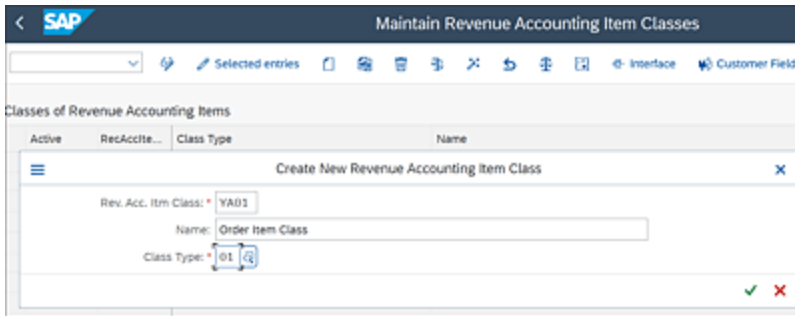 SAP Maintain Revenue Accounting Item Classes
Selected entries Interface Customer Field
Classes of Revenue Accounting Items
Active RecAccIte... Class Type Name
Create New Revenue Accounting Item Class
Rev. Acc. Itm Class: * YA01
Name: Order Item Class
Class Type: * 01